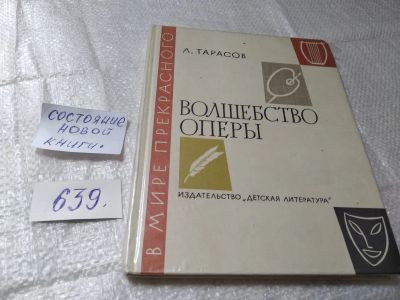 СОСТОЯНИЕ
НОВОЙ
КНИГИ.
639.
В МИРЕ ПРЕКРАСНОГО
Л. ТАРАСОВ
ВОЛШЕБСТВО
ОПЕРЫ
ИЗДАТЕЛЬСТВО „ДЕТСКАЯ ЛИТЕРАТУРА"